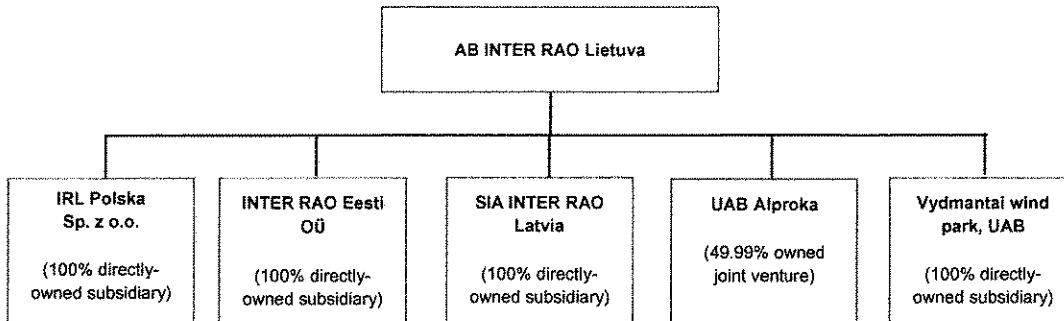 AB INTER RAO Lietuva
IRL Polska
Sp. z o.o.
(100% directly-
owned subsidiary)
INTER RAO Eesti
OÜ
(100% directly-
owned subsidiary)
SIA INTER RAO
Latvia
(100% directly-
owned subsidiary)
UAB Alproka
(49.99% owned
joint venture)
Vydmantai wind
park, UAB
(100% directly-
owned subsidiary)